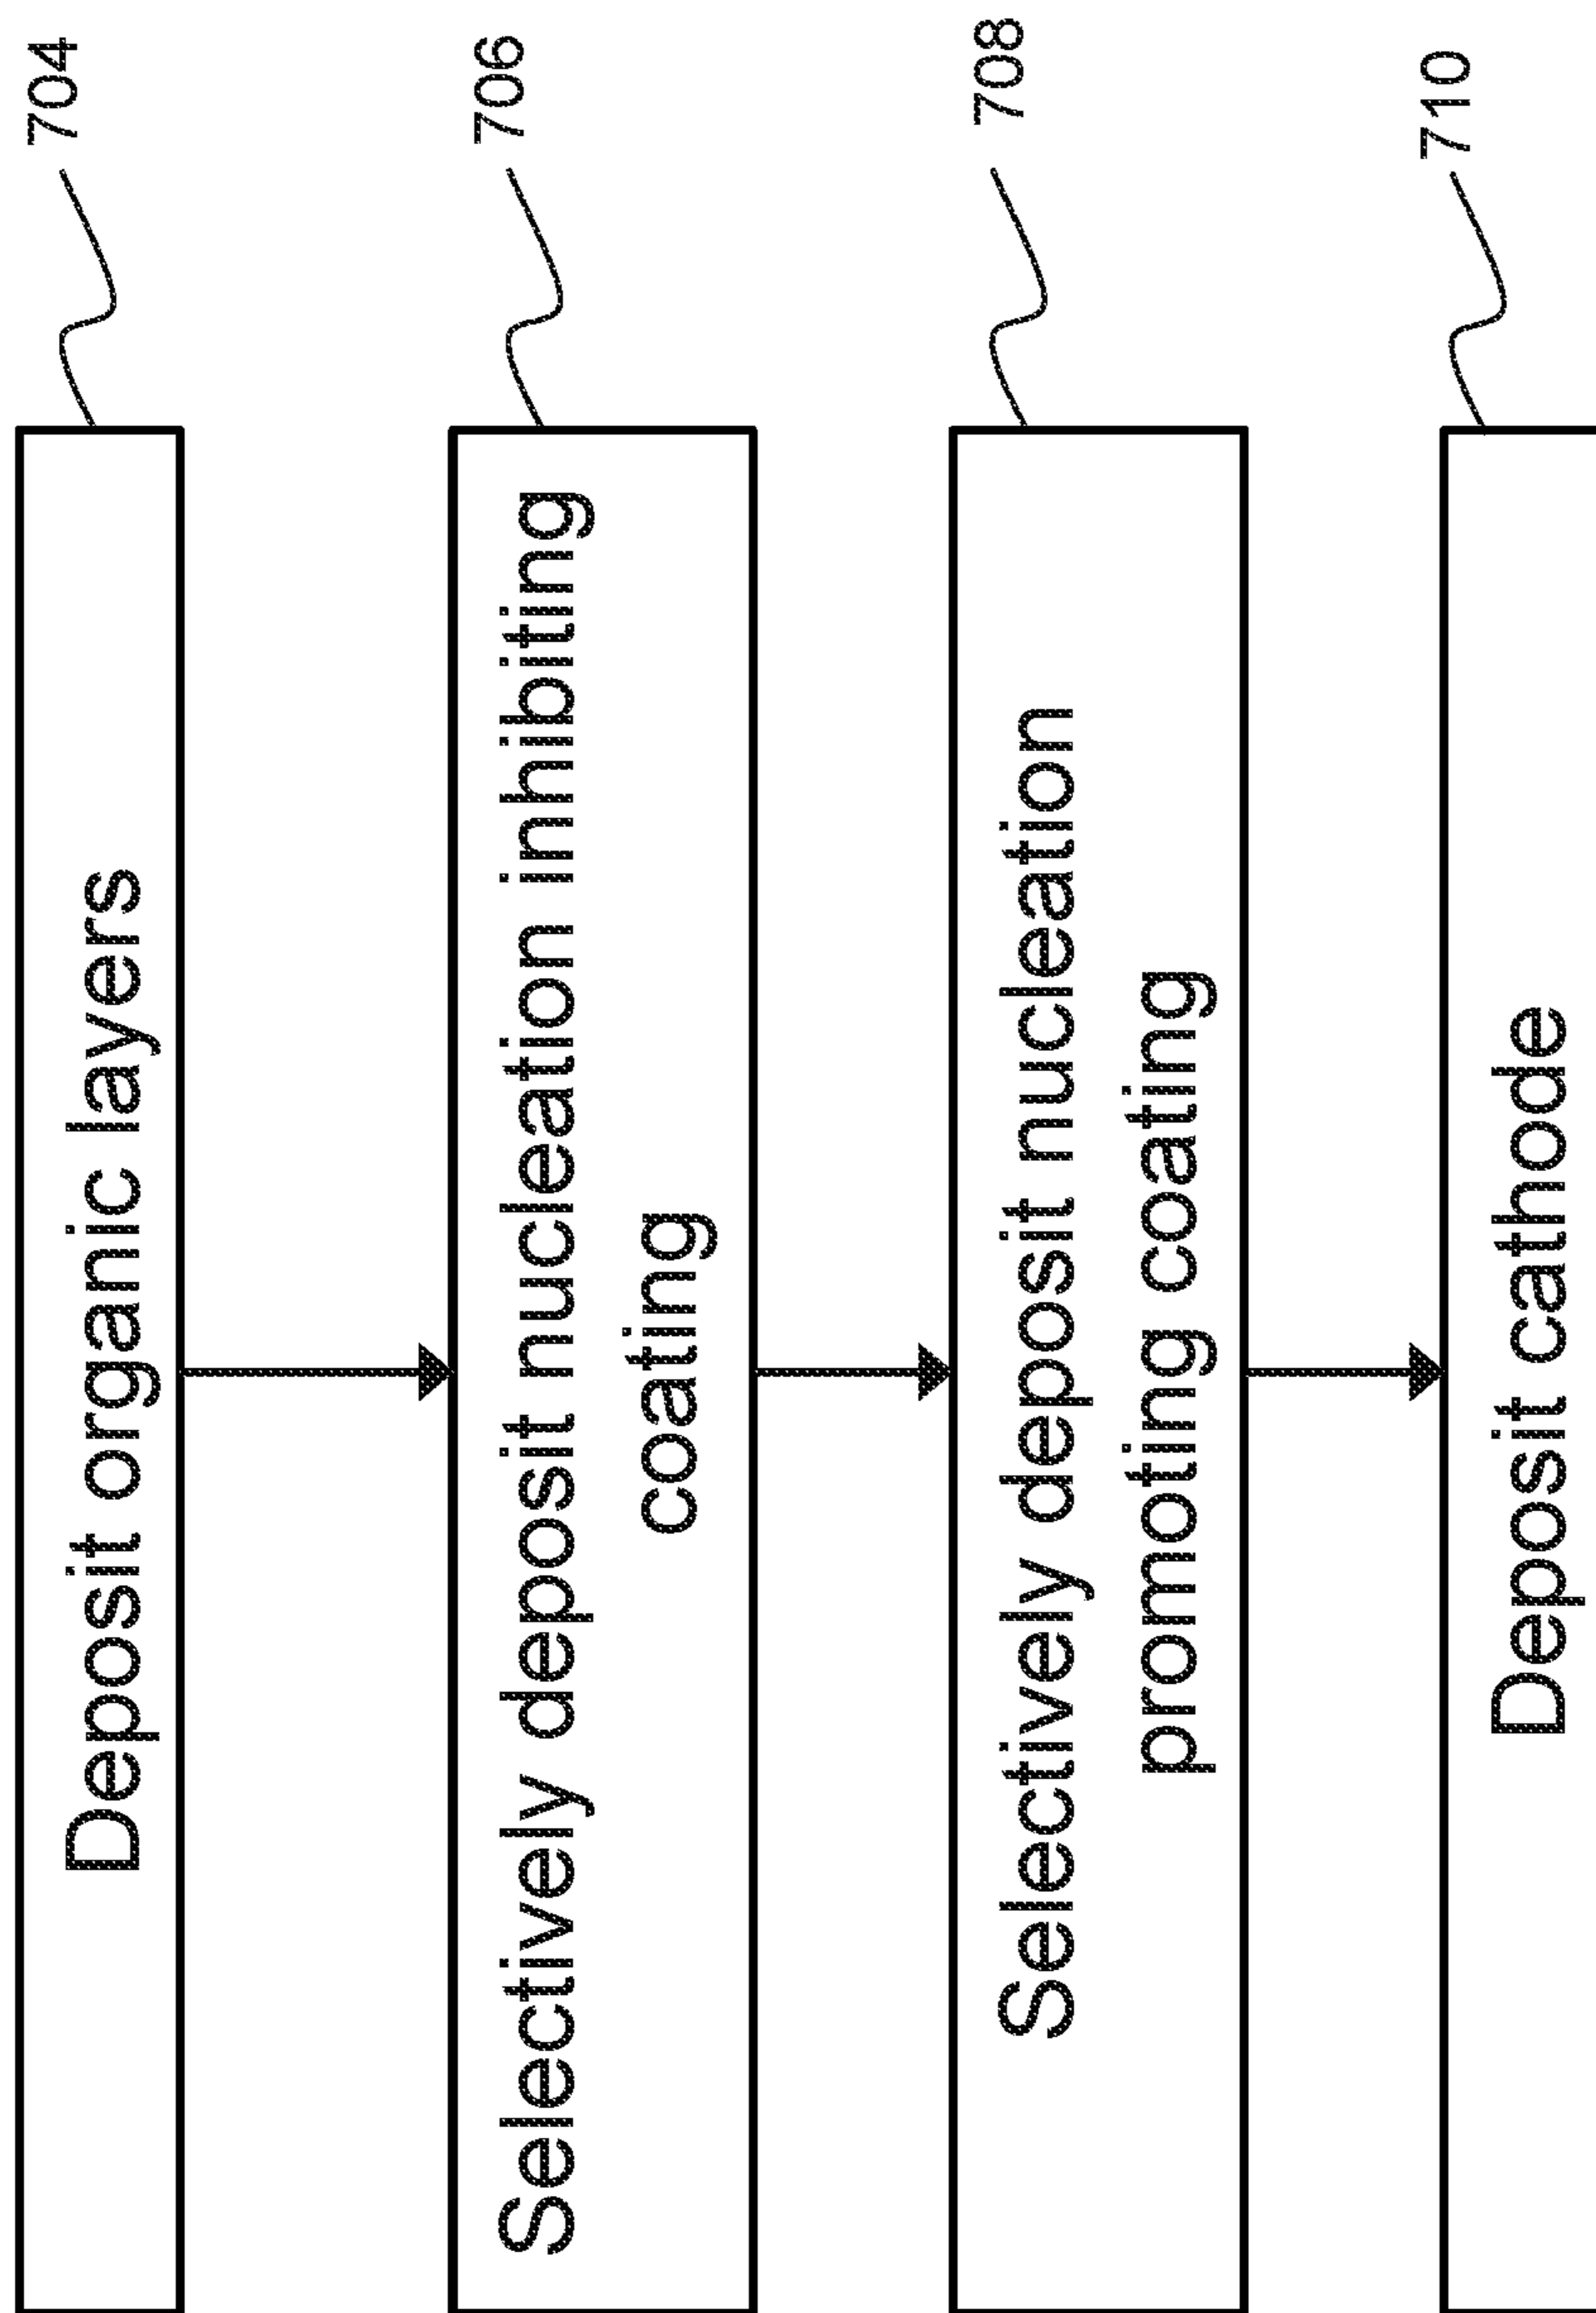 Deposit organic layers
704
Selectively deposit nucleation inhibiting
coating
706
Selectively deposit nucleation
promoting coating
708
Deposit cathode
710